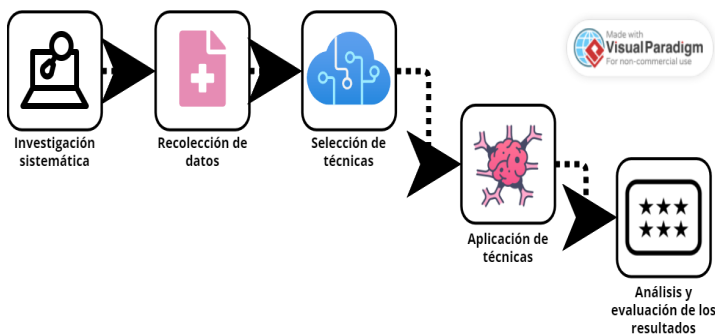 Made with
Visual Paradigm
For non-commercial use
Investigación
sistemática
Recolección de
datos
Selección de
técnicas
Aplicación de
técnicas
Análisis y
evaluación de los
resultados